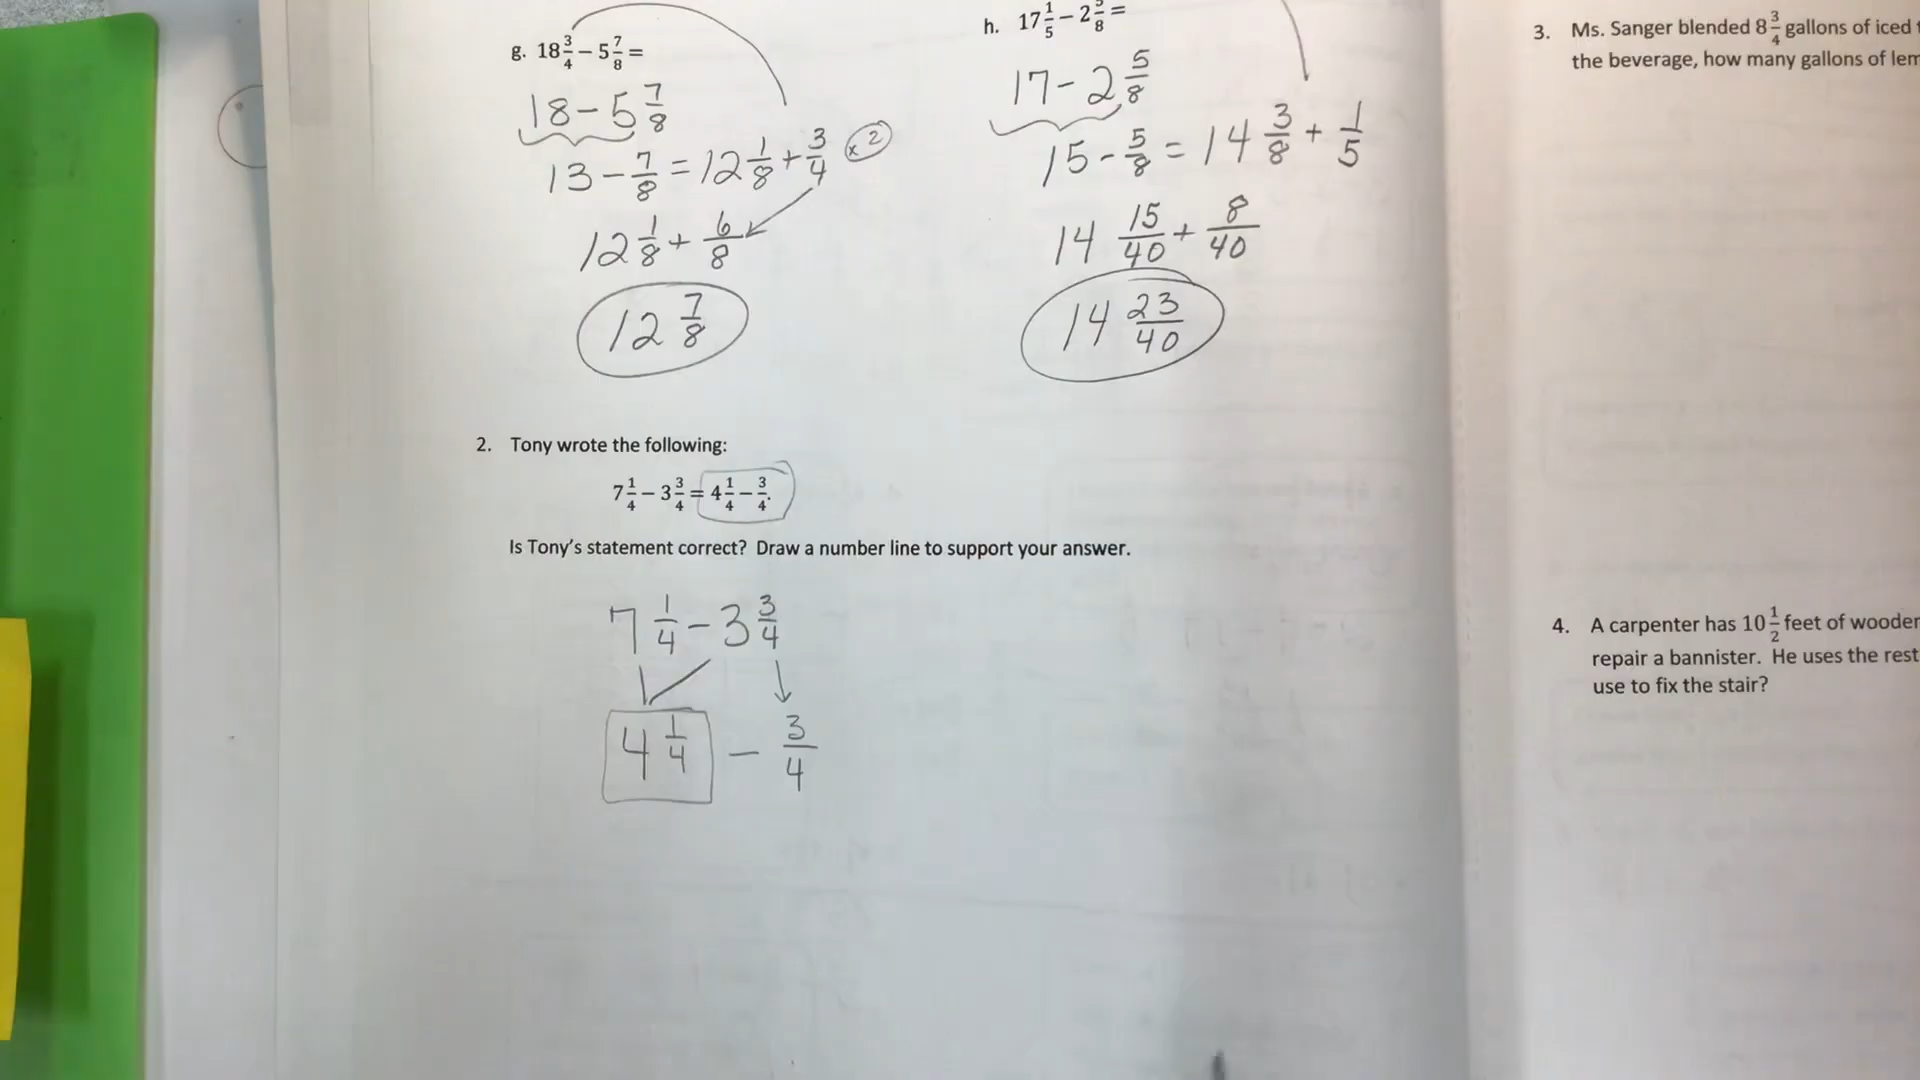 g. 18 3/4 − 5 7/8 =
18 − 5 7/8
13 − 7/8 = 12 1/8 + 3/4 x2
12 1/8 + 6/8
12 7/8
h. 17 1/5 − 2 5/8 =
17 − 2 5/8
15 − 5/8 = 14 3/8 + 1/5
14 15/40 + 8/40
14 23/40
2. Tony wrote the following:
7 1/4 − 3 3/4 = 4 1/4 − 3/4.
Is Tony's statement correct? Draw a number line to support your answer.
7 1/4 − 3 3/4
4 1/4 − 3/4
3. Ms. Sanger blended 8 3/4 gallons of iced
the beverage, how many gallons of
4. A carpenter has 10 1/2 feet of
repair a bannister. He uses the rest
use to fix the stair?